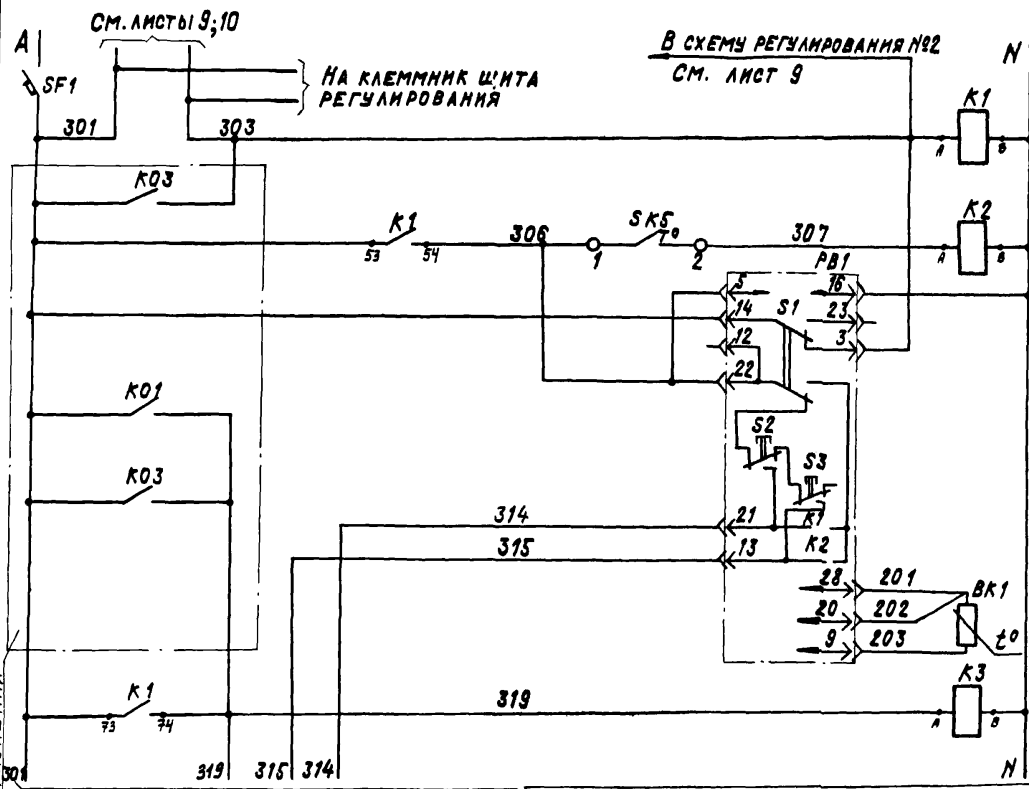 См. листы 9;10
A
В схему регулирования №2
N
SF1
На клеммник щита
регулирования
См. лист 9
K1
301
303
A
B
K03
K1
SK5
K2
306
307
53
54
1
2
A
B
PB1
5
16
14
S1
23
12
3
22
K01
S2
S3
K03
314
21
K1
315
13
K2
28
201
BK1
20
202
9
203
t°
K1
K3
319
73
74
A
B
301
319
315
314
N